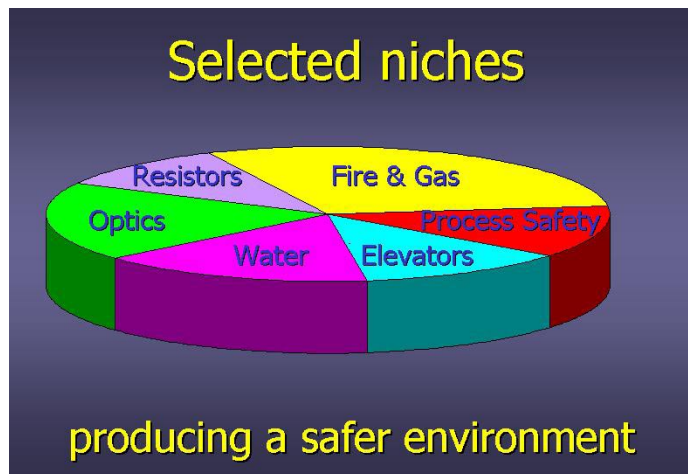 Selected niches
Resistors
Fire & Gas
Optics
Process Safety
Water
Elevators
producing a safer environment